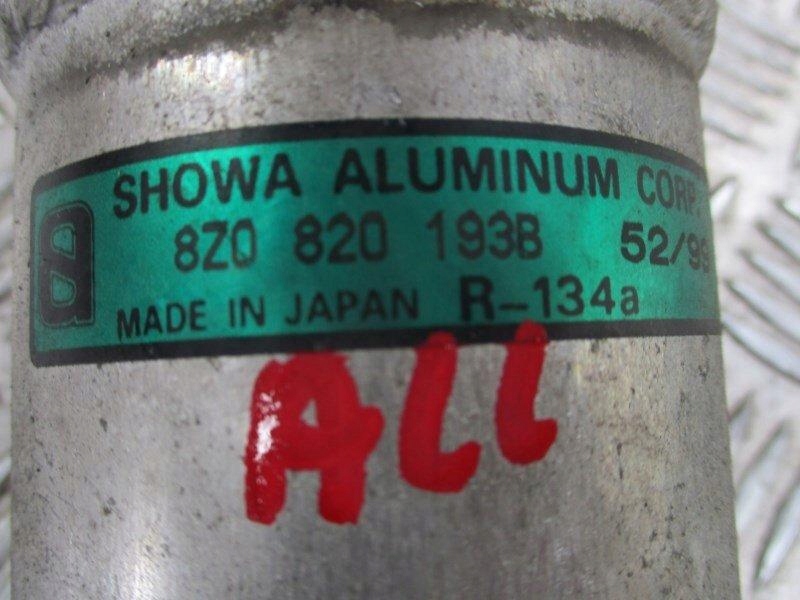 SHOWA ALUMINUM CORP.
8Z0 820 193B 52/99
MADE IN JAPAN R-134a
ALL